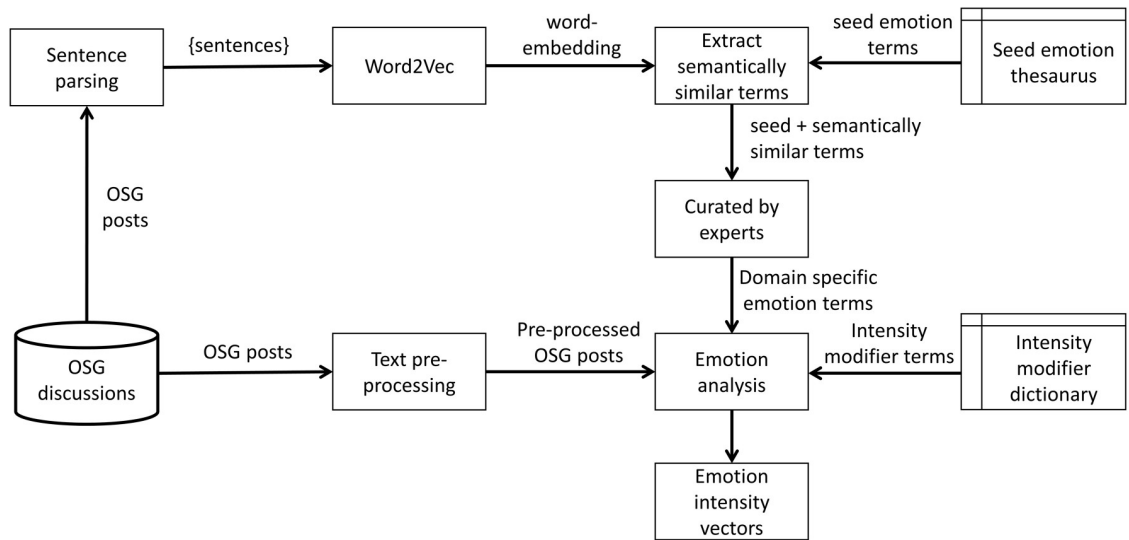 Sentence
parsing
{sentences}
Word2Vec
word-
embedding
Extract
semantically
similar terms
seed emotion
terms
Seed emotion
thesaurus
seed + semantically
similar terms
OSG
posts
Curated by
experts
Domain specific
emotion terms
OSG
discussions
OSG posts
Text pre-
processing
Pre-processed
OSG posts
Emotion
analysis
Intensity
modifier terms
Intensity
modifier
dictionary
Emotion
intensity
vectors